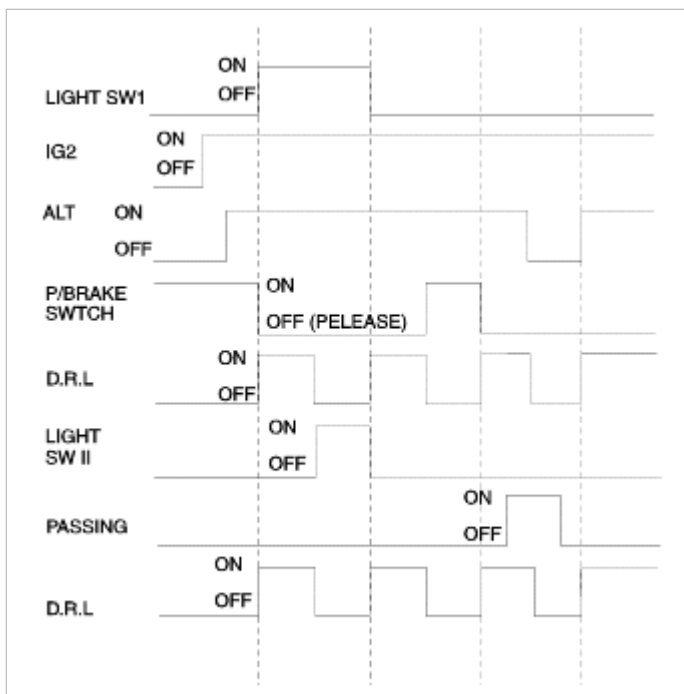 ON
LIGHT SW1 OFF
IG2 ON
OFF
ALT ON
OFF
P/BRAKE ON
SWTCH OFF (PELEASE)
D.R.L ON
OFF
LIGHT ON
SW II OFF
ON
PASSING OFF
ON
D.R.L OFF